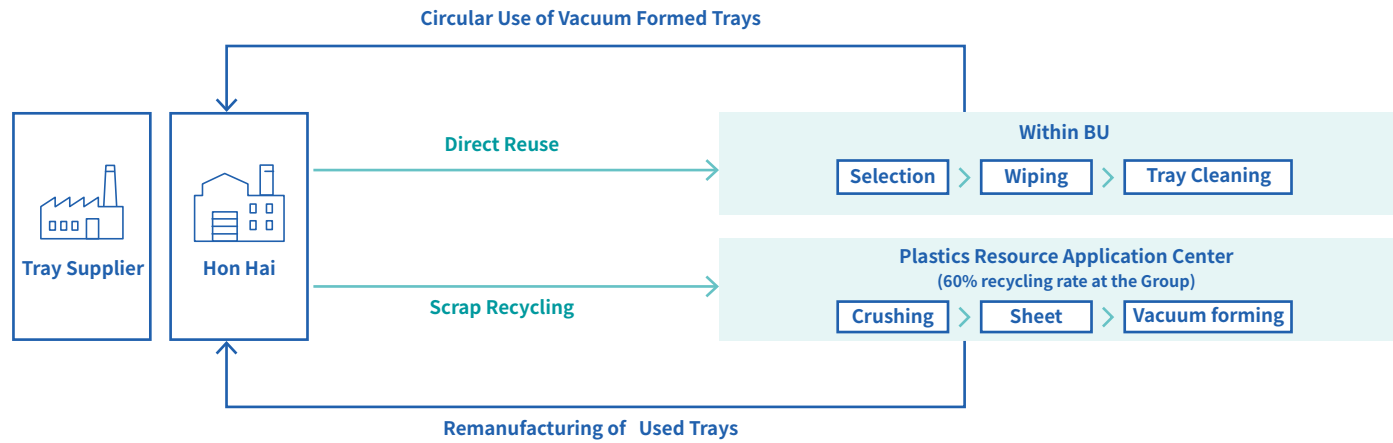 Circular Use of Vacuum Formed Trays
Tray Supplier
Hon Hai
Direct Reuse
Within BU
Selection
Wiping
Tray Cleaning
Scrap Recycling
Plastics Resource Application Center
(60% recycling rate at the Group)
Crushing
Sheet
Vacuum forming
Remanufacturing of Used Trays